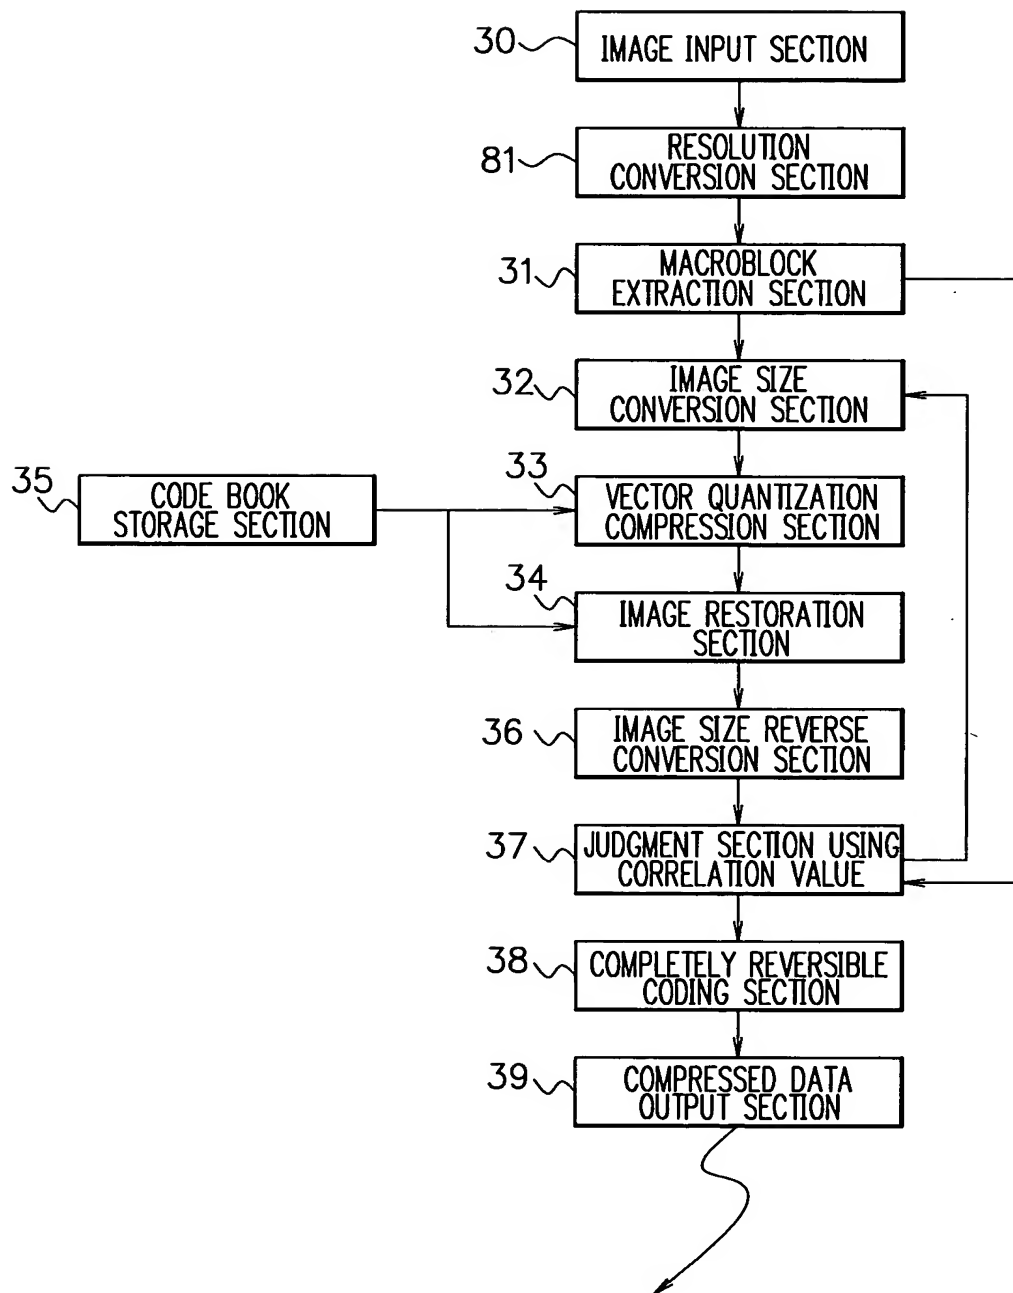 30
IMAGE INPUT SECTION
81
RESOLUTION
CONVERSION SECTION
31
MACROBLOCK
EXTRACTION SECTION
32
IMAGE SIZE
CONVERSION SECTION
35
CODE BOOK
STORAGE SECTION
33
VECTOR QUANTIZATION
COMPRESSION SECTION
34
IMAGE RESTORATION
SECTION
36
IMAGE SIZE REVERSE
CONVERSION SECTION
37
JUDGMENT SECTION USING
CORRELATION VALUE
38
COMPLETELY REVERSIBLE
CODING SECTION
39
COMPRESSED DATA
OUTPUT SECTION